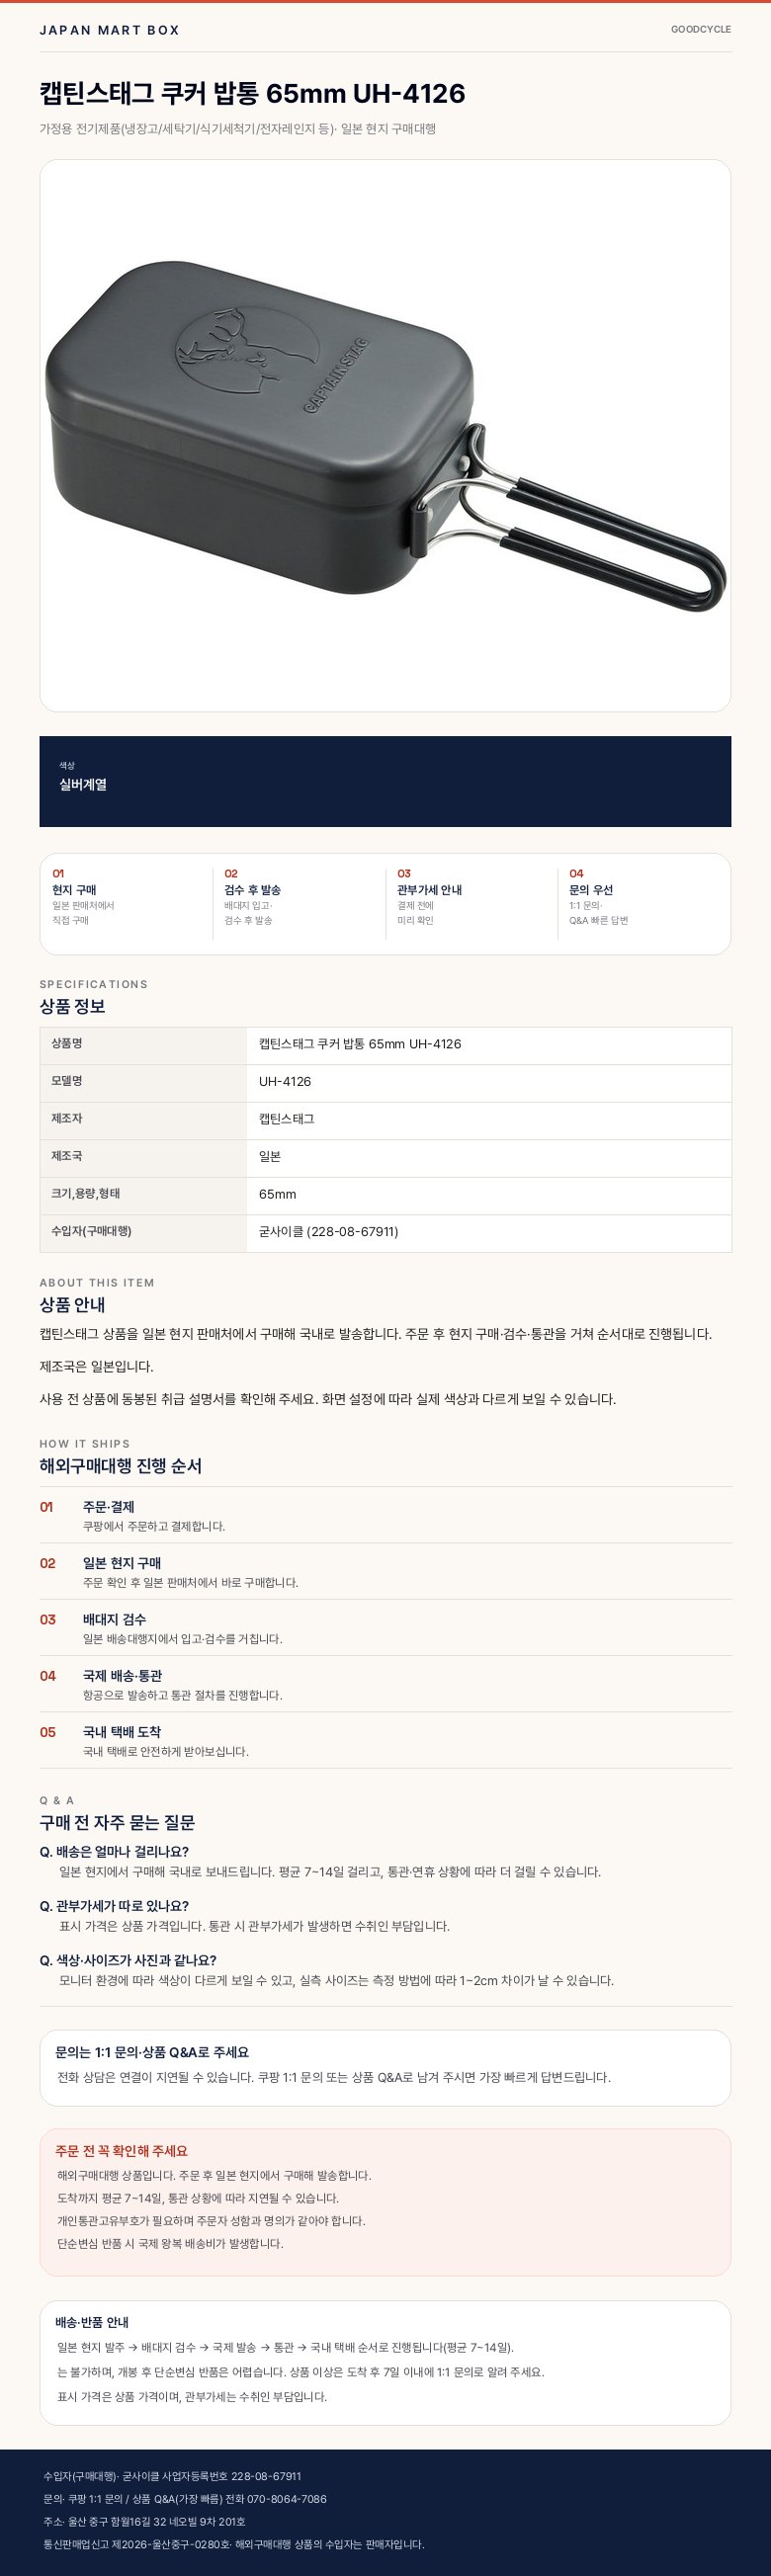 JAPAN MART BOX
GOODCYCLE
캡틴스태그 쿠커 밥통 65mm UH-4126
가정용 전기제품(냉장고/세탁기/식기세척기/전자레인지 등)· 일본 현지 구매대행
CAPTAIN STAG
색상
실버계열
01
현지 구매
일본 판매처에서
직접 구매
02
검수 후 발송
배대지 입고·
검수 후 발송
03
관부가세 안내
결제 전에
미리 확인
04
문의 우선
1:1 문의·
Q&A 빠른 답변
SPECIFICATIONS
상품 정보
상품명 캡틴스태그 쿠커 밥통 65mm UH-4126
모델명 UH-4126
제조자 캡틴스태그
제조국 일본
크기,용량,형태 65mm
수입자(구매대행) 굳사이클 (228-08-67911)
ABOUT THIS ITEM
상품 안내
캡틴스태그 상품을 일본 현지 판매처에서 구매해 국내로 발송합니다. 주문 후 현지 구매·검수·통관을 거쳐 순서대로 진행됩니다.
제조국은 일본입니다.
사용 전 상품에 동봉된 취급 설명서를 확인해 주세요. 화면 설정에 따라 실제 색상과 다르게 보일 수 있습니다.
HOW IT SHIPS
해외구매대행 진행 순서
01 주문·결제
쿠팡에서 주문하고 결제합니다.
02 일본 현지 구매
주문 확인 후 일본 판매처에서 바로 구매합니다.
03 배대지 검수
일본 배송대행지에서 입고·검수를 거칩니다.
04 국제 배송·통관
항공으로 발송하고 통관 절차를 진행합니다.
05 국내 택배 도착
국내 택배로 안전하게 받아보십니다.
Q & A
구매 전 자주 묻는 질문
Q. 배송은 얼마나 걸리나요?
일본 현지에서 구매해 국내로 보내드립니다. 평균 7~14일 걸리고, 통관·연휴 상황에 따라 더 걸릴 수 있습니다.
Q. 관부가세가 따로 있나요?
표시 가격은 상품 가격입니다. 통관 시 관부가세가 발생하면 수취인 부담입니다.
Q. 색상·사이즈가 사진과 같나요?
모니터 환경에 따라 색상이 다르게 보일 수 있고, 실측 사이즈는 측정 방법에 따라 1~2cm 차이가 날 수 있습니다.
문의는 1:1 문의·상품 Q&A로 주세요
전화 상담은 연결이 지연될 수 있습니다. 쿠팡 1:1 문의 또는 상품 Q&A로 남겨 주시면 가장 빠르게 답변드립니다.
주문 전 꼭 확인해 주세요
해외구매대행 상품입니다. 주문 후 일본 현지에서 구매해 발송합니다.
도착까지 평균 7~14일, 통관 상황에 따라 지연될 수 있습니다.
개인통관고유부호가 필요하며 주문자 성함과 명의가 같아야 합니다.
단순변심 반품 시 국제 왕복 배송비가 발생합니다.
배송·반품 안내
일본 현지 발주 → 배대지 검수 → 국제 발송 → 통관 → 국내 택배 순서로 진행됩니다(평균 7~14일).
는 불가하며, 개봉 후 단순변심 반품은 어렵습니다. 상품 이상은 도착 후 7일 이내에 1:1 문의로 알려 주세요.
표시 가격은 상품 가격이며, 관부가세는 수취인 부담입니다.
수입자(구매대행)· 굳사이클 사업자등록번호 228-08-67911
문의· 쿠팡 1:1 문의 / 상품 Q&A(가장 빠름) 전화 070-8064-7086
주소· 울산 중구 함월16길 32 네오빌 9차 201호
통신판매업신고 제2026-울산중구-0280호· 해외구매대행 상품의 수입자는 판매자입니다.